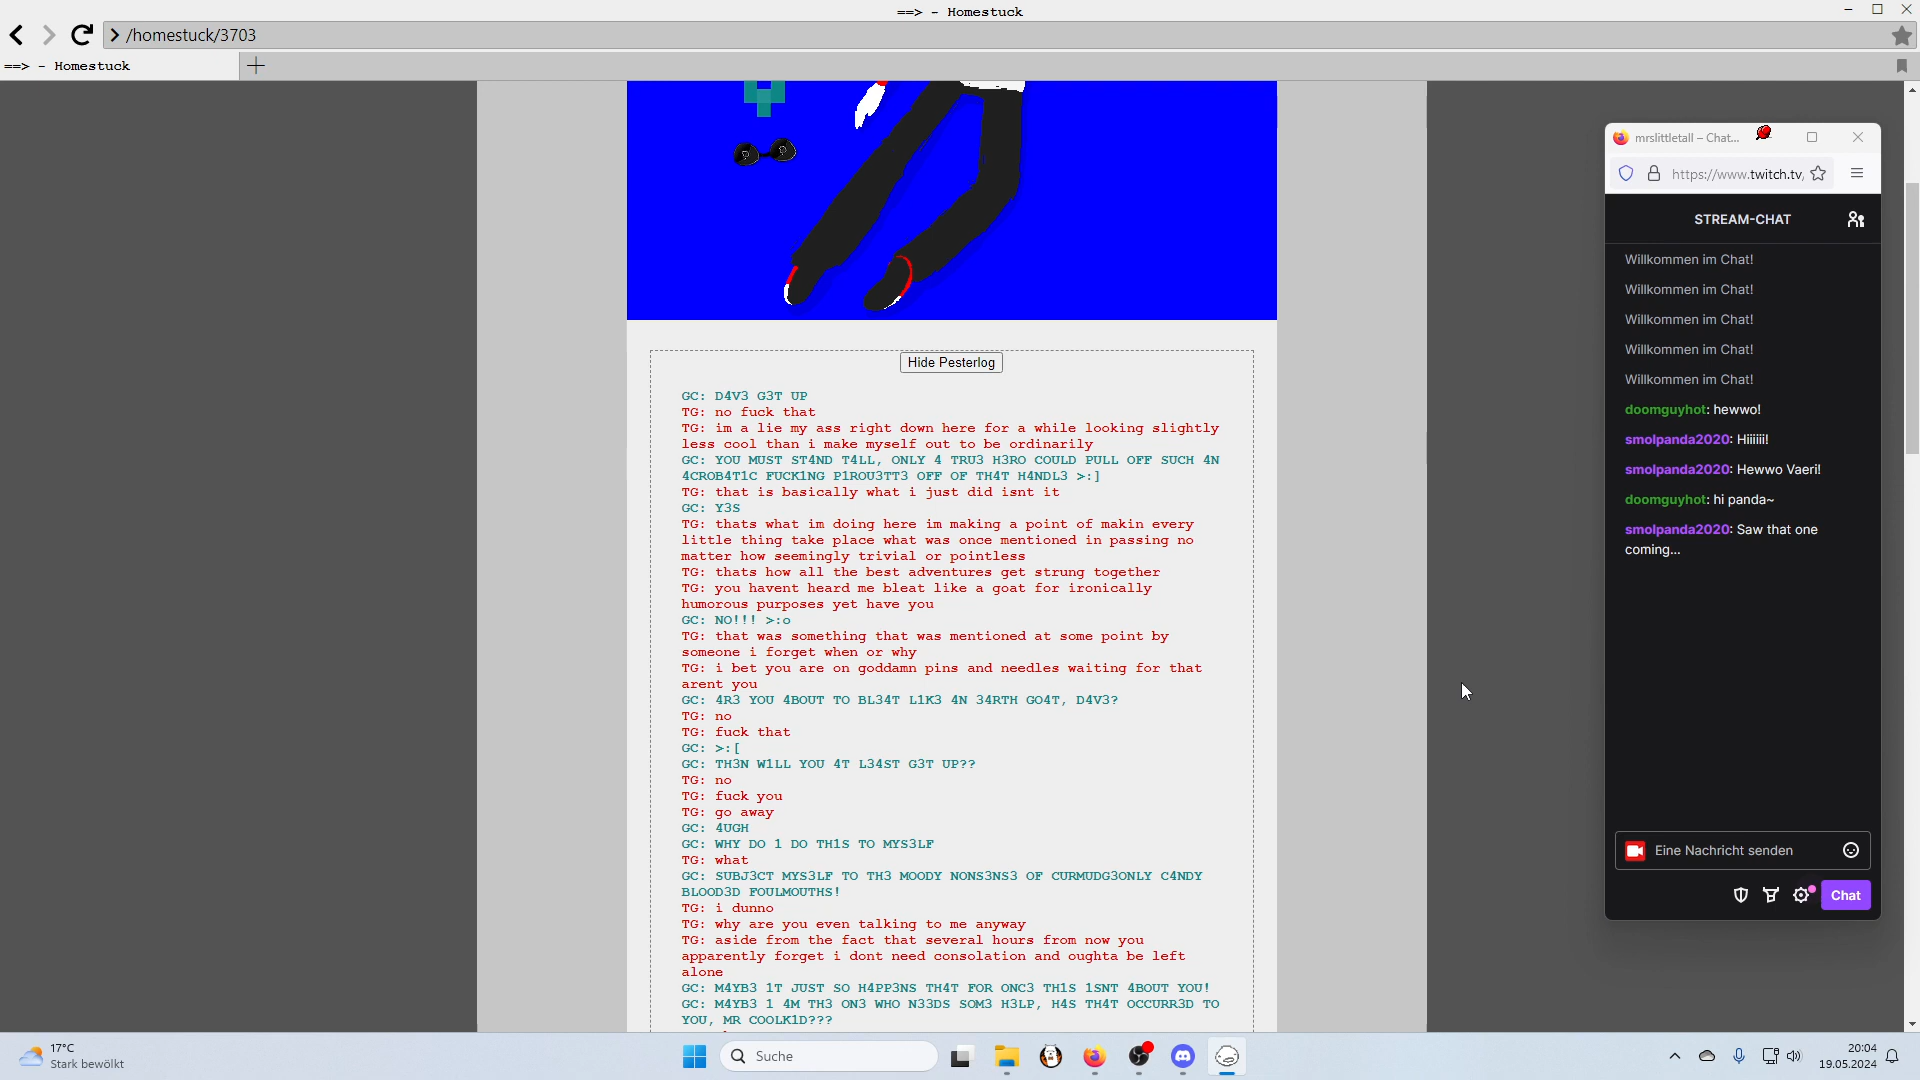 ==> - Homestuck
/homestuck/3703
==> - Homestuck
Hide Pesterlog
GC: D4V3 G3T UP
TG: no fuck that
TG: im a lie my ass right down here for a while looking slightly
less cool than i make myself out to be ordinarily
GC: YOU MUST ST4ND T4LL, ONLY 4 TRU3 H3RO COULD PULL OFF SUCH 4N
4CROB4T1C FUCK1NG P1ROU3TT3 OFF OF TH4T H4NDL3 >:]
TG: that is basically what i just did isnt it
GC: Y3S
TG: thats what im doing here im making a point of makin every
little thing take place what was once mentioned in passing no
matter how seemingly trivial or pointless
TG: thats how all the best adventures get strung together
TG: you havent heard me bleat like a goat for ironically
humorous purposes yet have you
GC: NO!!! >:o
TG: that was something that was mentioned at some point by
someone i forget when or why
TG: i bet you are on goddamn pins and needles waiting for that
arent you
GC: 4R3 YOU 4BOUT TO BL34T L1K3 4N 34RTH GO4T, D4V3?
TG: no
TG: fuck that
GC: >:[
GC: TH3N W1LL YOU 4T L34ST G3T UP??
TG: no
TG: fuck you
TG: go away
GC: 4UGH
GC: WHY DO 1 DO TH1S TO MYS3LF
TG: what
GC: SUBJ3CT MYS3LF TO TH3 MOODY NONS3NS3 OF CURMUDG3ONLY C4NDY
BLOOD3D FOULMOUTHS!
TG: i dunno
TG: why are you even talking to me anyway
TG: aside from the fact that several hours from now you
apparently forget i dont need consolation and oughta be left
alone
GC: M4YB3 1T JUST SO H4PP3NS TH4T FOR ONC3 TH1S 1SNT 4BOUT YOU!
GC: M4YB3 1 4M TH3 ON3 WHO N33DS SOM3 H3LP, H4S TH4T OCCURR3D TO
YOU, MR COOLK1D???
mrslittletall – Chat...
https://www.twitch.tv,
STREAM-CHAT
Willkommen im Chat!
Willkommen im Chat!
Willkommen im Chat!
Willkommen im Chat!
Willkommen im Chat!
doomguyhot: hewwo!
smolpanda2020: Hiiiiii!
smolpanda2020: Hewwo Vaeri!
doomguyhot: hi panda~
smolpanda2020: Saw that one
coming...
Eine Nachricht senden
Chat
17°C
Stark bewölkt
Suche
20:04
19.05.2024